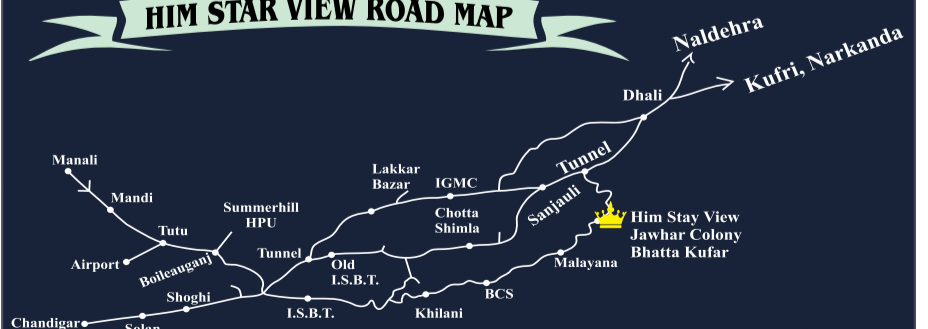 HIM STAR VIEW ROAD MAP
Naldehra
Kufri, Narkanda
Dhali
Manali
Mandi
Tutu
Airport
Summerhill
HPU
Boileauganj
Tunnel
Lakkar
Bazar
IGMC
Chotta
Shimla
Old
I.S.B.T.
Tunnel
Sanjauli
Him Stay View
Jawhar Colony
Bhatta Kufar
Malayana
BCS
Khilani
I.S.B.T.
Shoghi
Solan
Chandigar